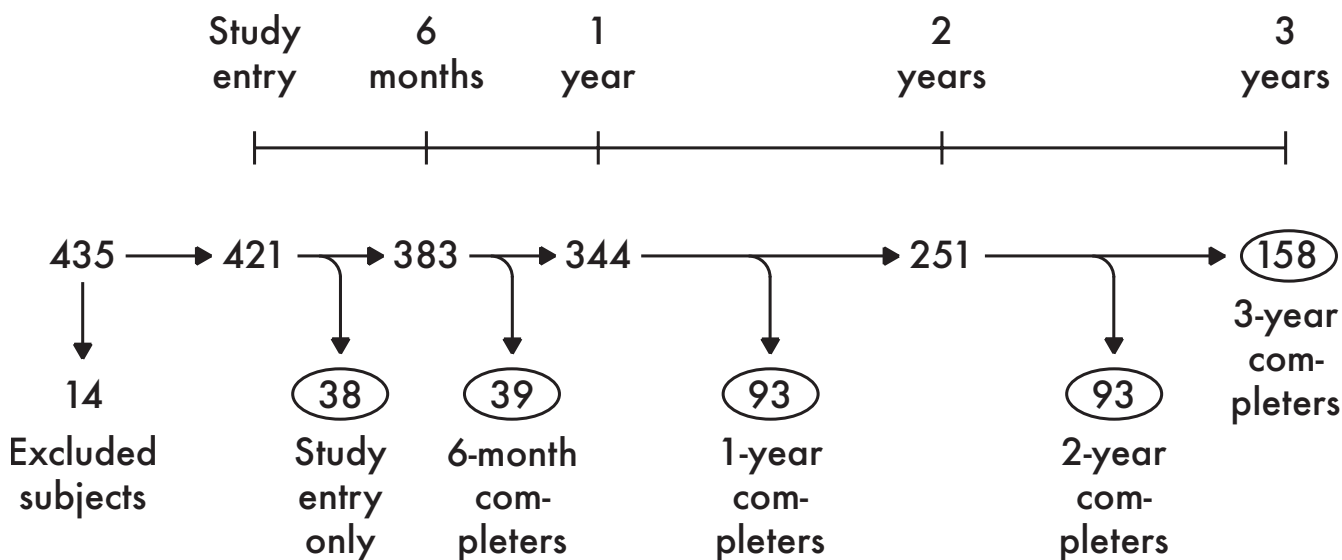 Study entry
6 months
1 year
2 years
3 years
435
421
383
344
251
158
3-year
com-
pleters
14
Excluded
subjects
38
Study
entry
only
39
6-month
com-
pleters
93
1-year
com-
pleters
93
2-year
com-
pleters